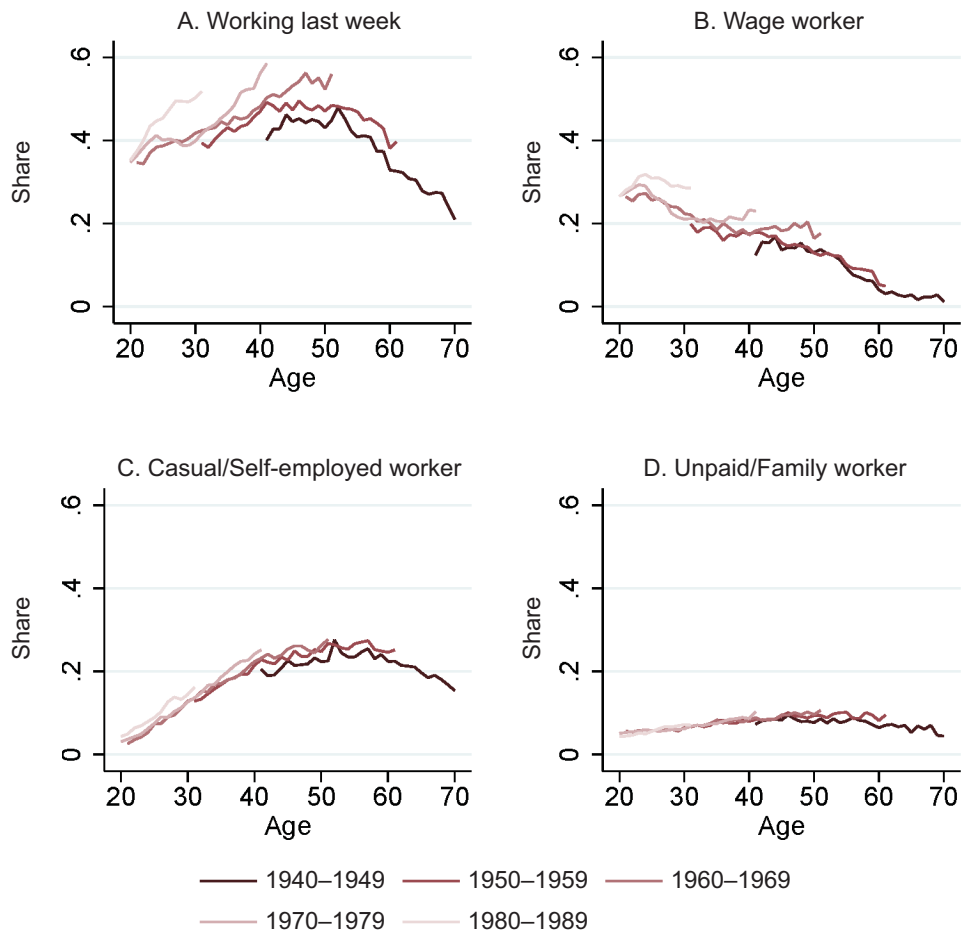 A. Working last week
B. Wage worker
Share
.6
.4
.2
0
20 30 40 50 60 70
Age
Share
.6
.4
.2
0
20 30 40 50 60 70
Age
C. Casual/Self-employed worker
D. Unpaid/Family worker
Share
.6
.4
.2
0
20 30 40 50 60 70
Age
Share
.6
.4
.2
0
20 30 40 50 60 70
Age
1940–1949 1950–1959 1960–1969
1970–1979 1980–1989